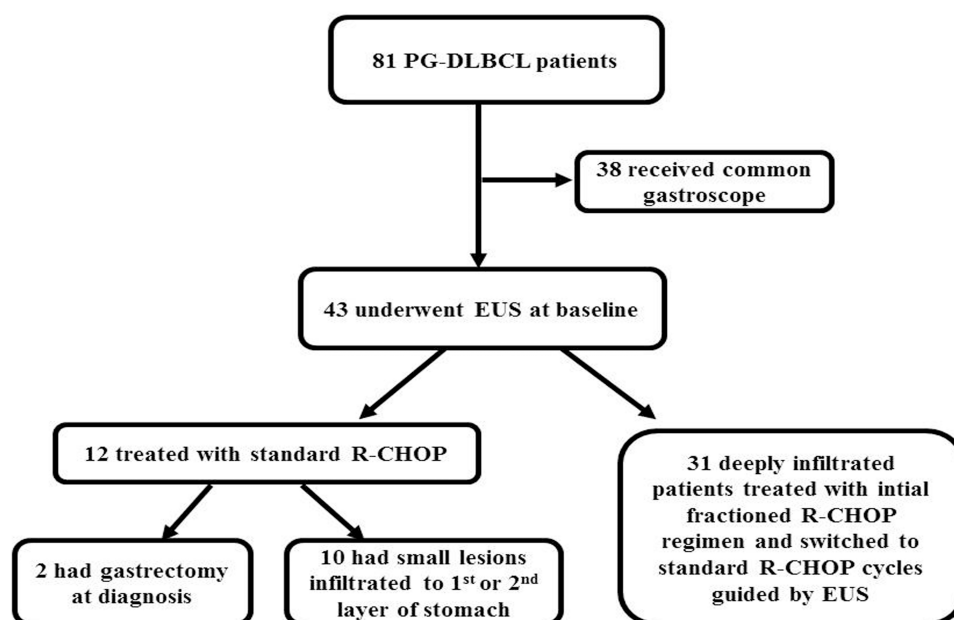 81 PG-DLBCL patients
38 received common
gastroscope
43 underwent EUS at baseline
12 treated with standard R-CHOP
2 had gastrectomy
at diagnosis
10 had small lesions
infiltrated to 1st or 2nd
layer of stomach
31 deeply infiltrated
patients treated with intial
fractioned R-CHOP
regimen and switched to
standard R-CHOP cycles
guided by EUS